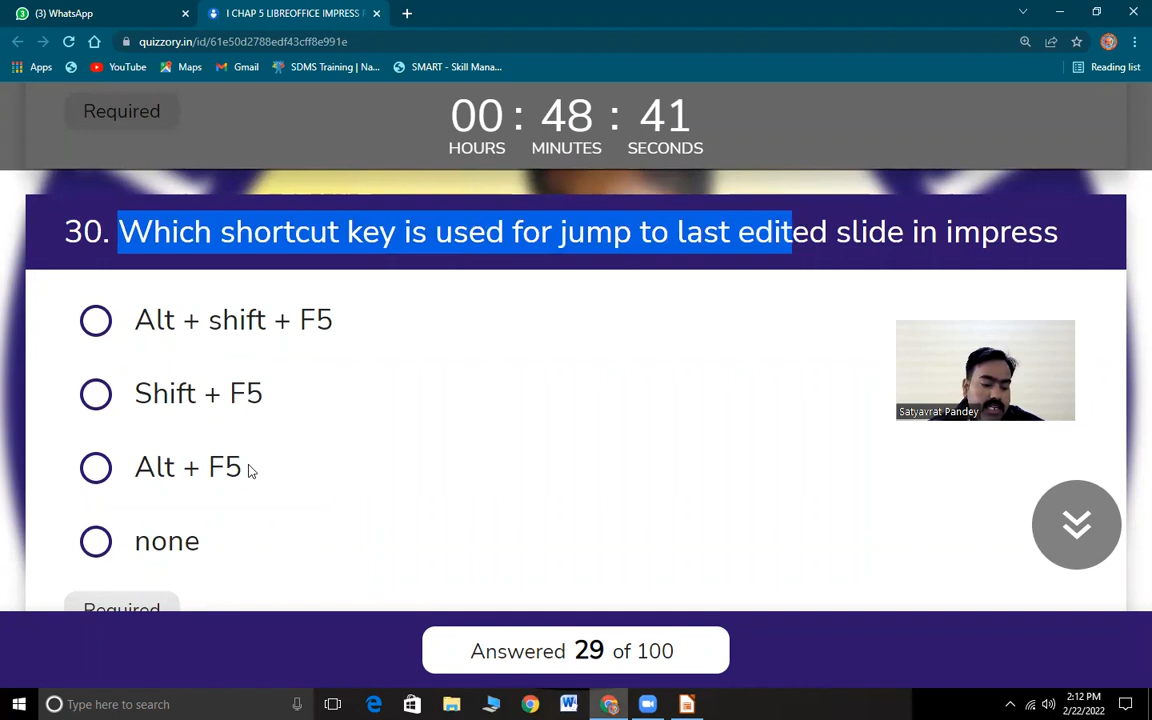 (3) WhatsApp
I CHAP 5 LIBREOFFICE IMPRESS
quizzory.in/id/61e50d2788edf43cff8e991e
Apps
YouTube
Maps
Gmail
SDMS Training | Na...
SMART - Skill Mana...
Reading list
Required
00 : 48 : 41
HOURS MINUTES SECONDS
30. Which shortcut key is used for jump to last edited slide in impress
Alt + shift + F5
Shift + F5
Alt + F5
none
Satyavrat Pandey
Required
Answered 29 of 100
Type here to search
2:12 PM
2/22/2022